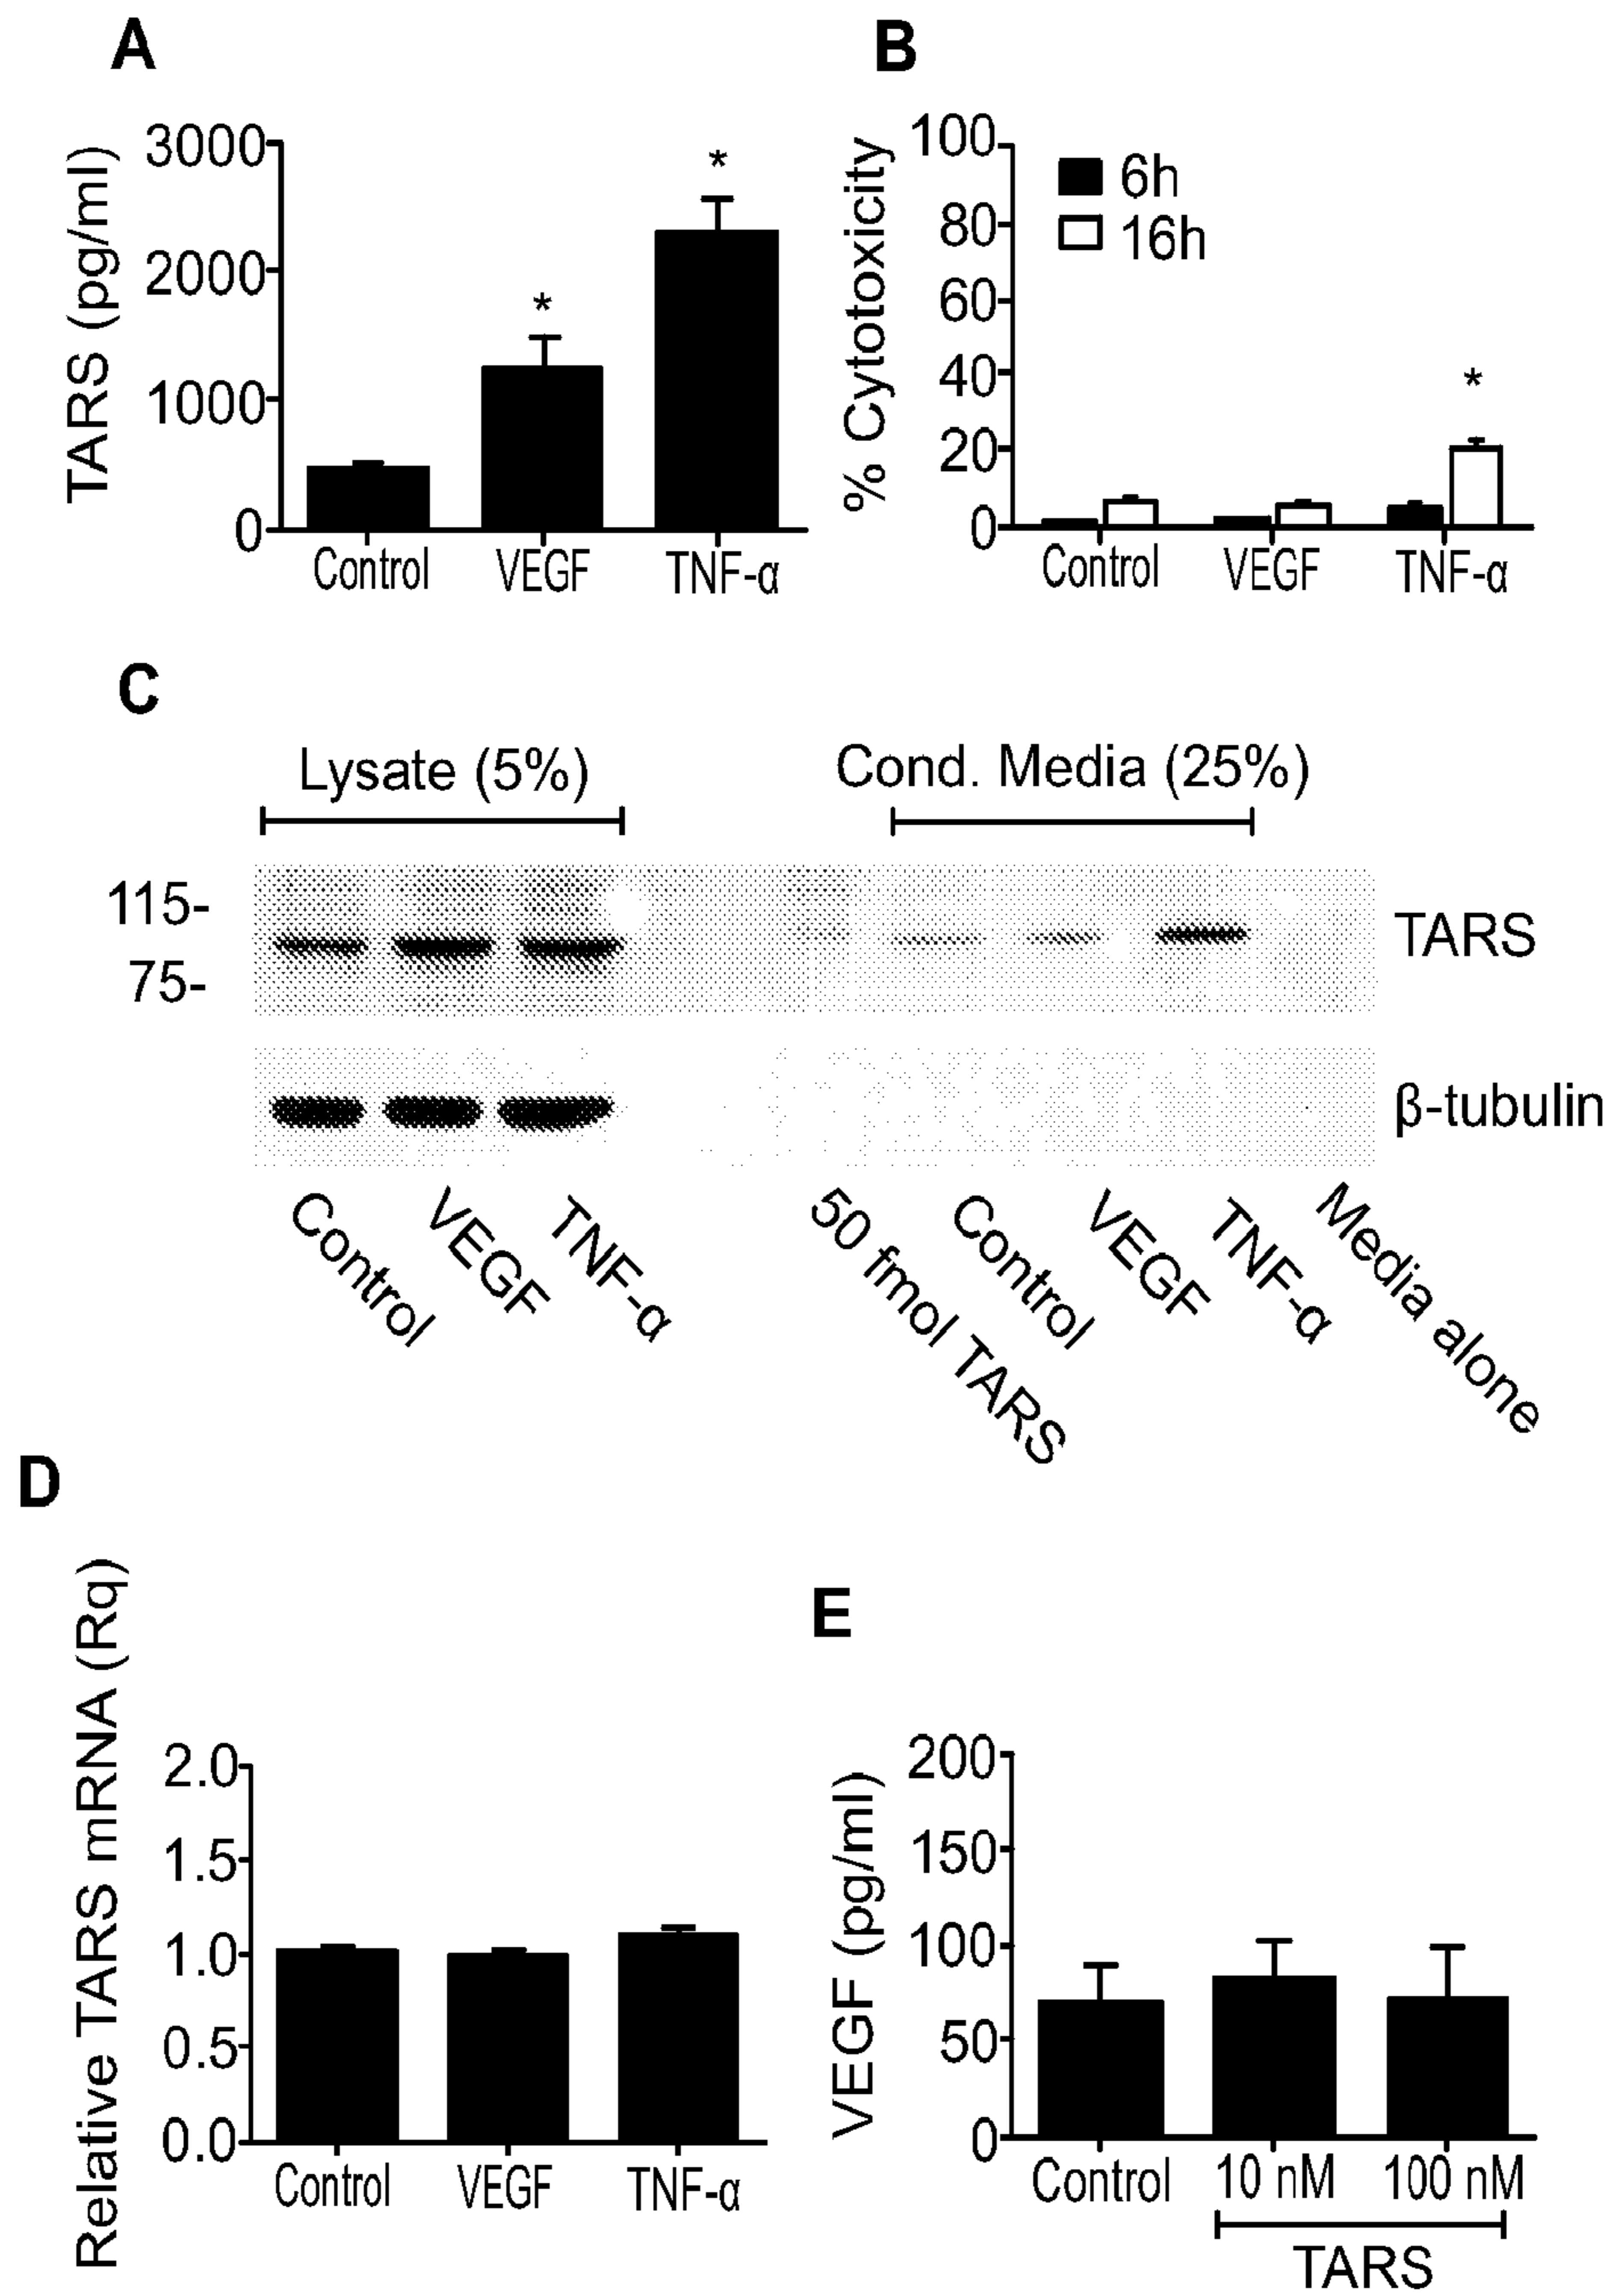 A
TARS (pg/ml)
3000
2000
1000
0
*
*
Control VEGF TNF-α
B
% Cytotoxicity
100
80
60
40
20
0
6h
16h
*
Control VEGF TNF-α
C
Lysate (5%) Cond. Media (25%)
115-
75-
TARS
β-tubulin
Control VEGF TNF-α 50 fmol TARS Control VEGF TNF-α Media alone
D
Relative TARS mRNA (Rq)
2.0
1.5
1.0
0.5
0.0
Control VEGF TNF-α
E
VEGF (pg/ml)
200
150
100
50
0
Control 10 nM 100 nM
TARS